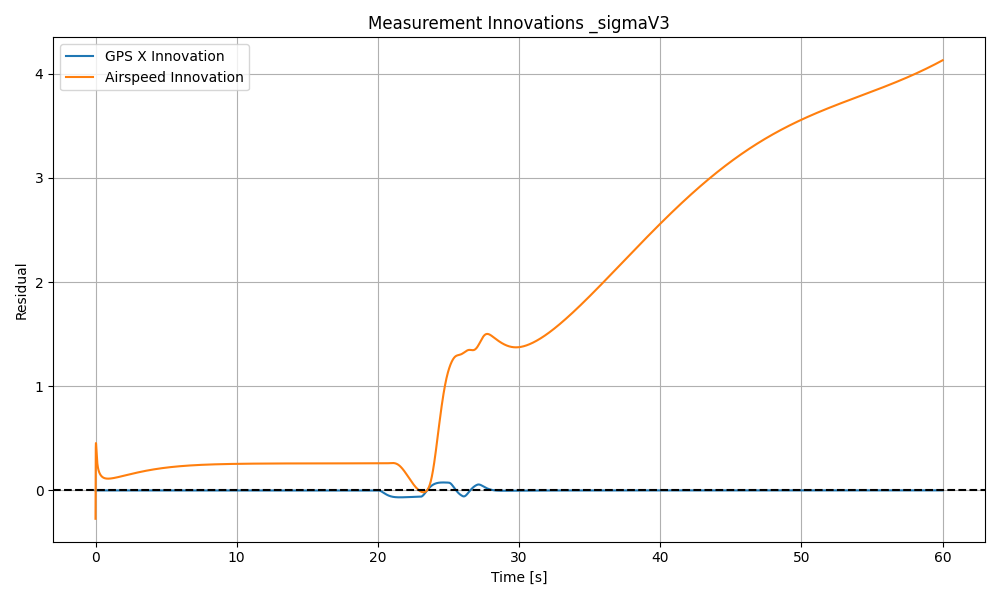 Measurement Innovations _sigmaV3
GPS X Innovation
Airspeed Innovation
4
3
2
1
0
Residual
0 10 20 30 40 50 60
Time [s]